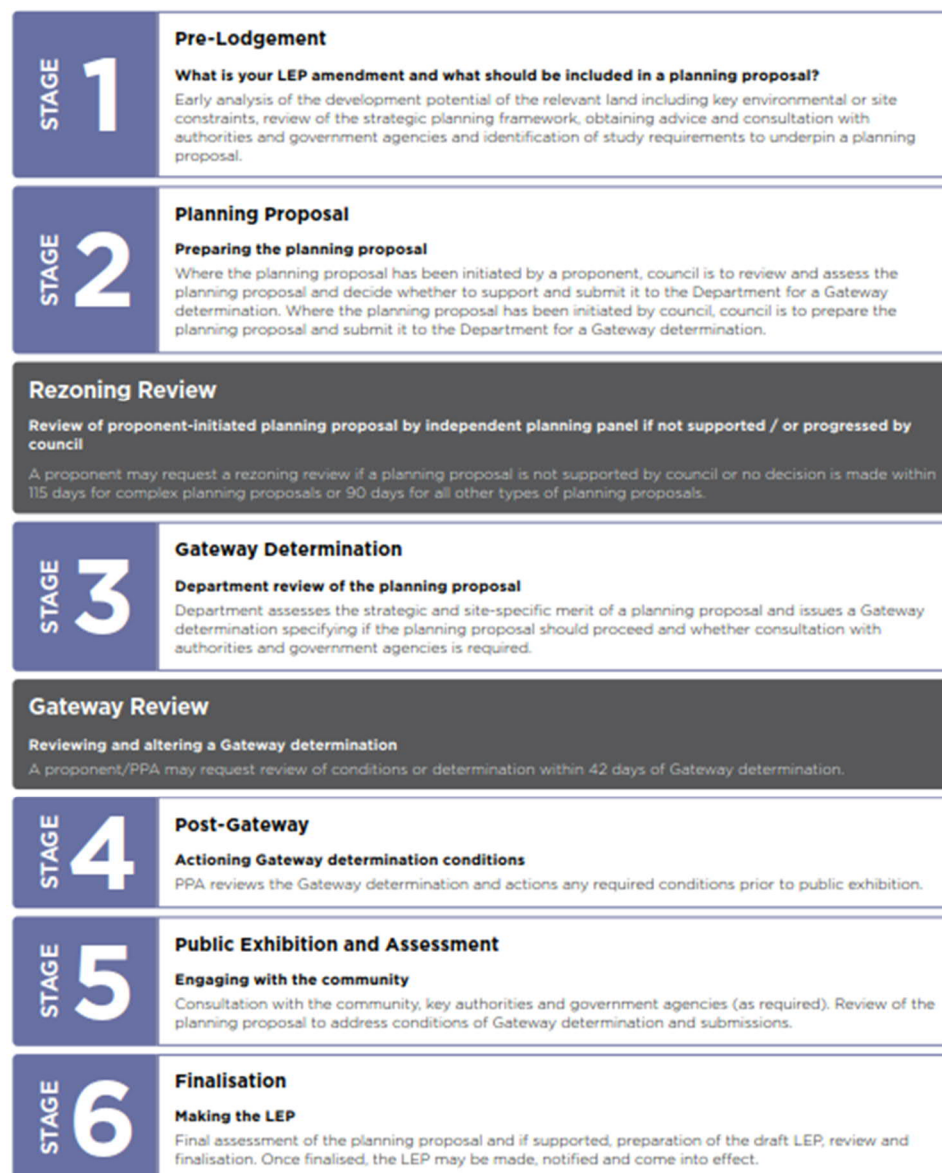 STAGE 1
Pre-Lodgement
What is your LEP amendment and what should be included in a planning proposal?
Early analysis of the development potential of the relevant land including key environmental or site
constraints, review of the strategic planning framework, obtaining advice and consultation with
authorities and government agencies and identification of study requirements to underpin a planning
proposal.
STAGE 2
Planning Proposal
Preparing the planning proposal
Where the planning proposal has been initiated by a proponent, council is to review and assess the
planning proposal and decide whether to support and submit it to the Department for a Gateway
determination. Where the planning proposal has been initiated by council, council is to prepare the
planning proposal and submit it to the Department for a Gateway determination.
Rezoning Review
Review of proponent-initiated planning proposal by independent planning panel if not supported / or progressed by
council
A proponent may request a rezoning review if a planning proposal is not supported by council or no decision is made within
115 days for complex planning proposals or 90 days for all other types of planning proposals.
STAGE 3
Gateway Determination
Department review of the planning proposal
Department assesses the strategic and site-specific merit of a planning proposal and issues a Gateway
determination specifying if the planning proposal should proceed and whether consultation with
authorities and government agencies is required.
Gateway Review
Reviewing and altering a Gateway determination
A proponent/PPA may request review of conditions or determination within 42 days of Gateway determination.
STAGE 4
Post-Gateway
Actioning Gateway determination conditions
PPA reviews the Gateway determination and actions any required conditions prior to public exhibition.
STAGE 5
Public Exhibition and Assessment
Engaging with the community
Consultation with the community, key authorities and government agencies (as required). Review of the
planning proposal to address conditions of Gateway determination and submissions.
STAGE 6
Finalisation
Making the LEP
Final assessment of the planning proposal and if supported, preparation of the draft LEP, review and
finalisation. Once finalised, the LEP may be made, notified and come into effect.